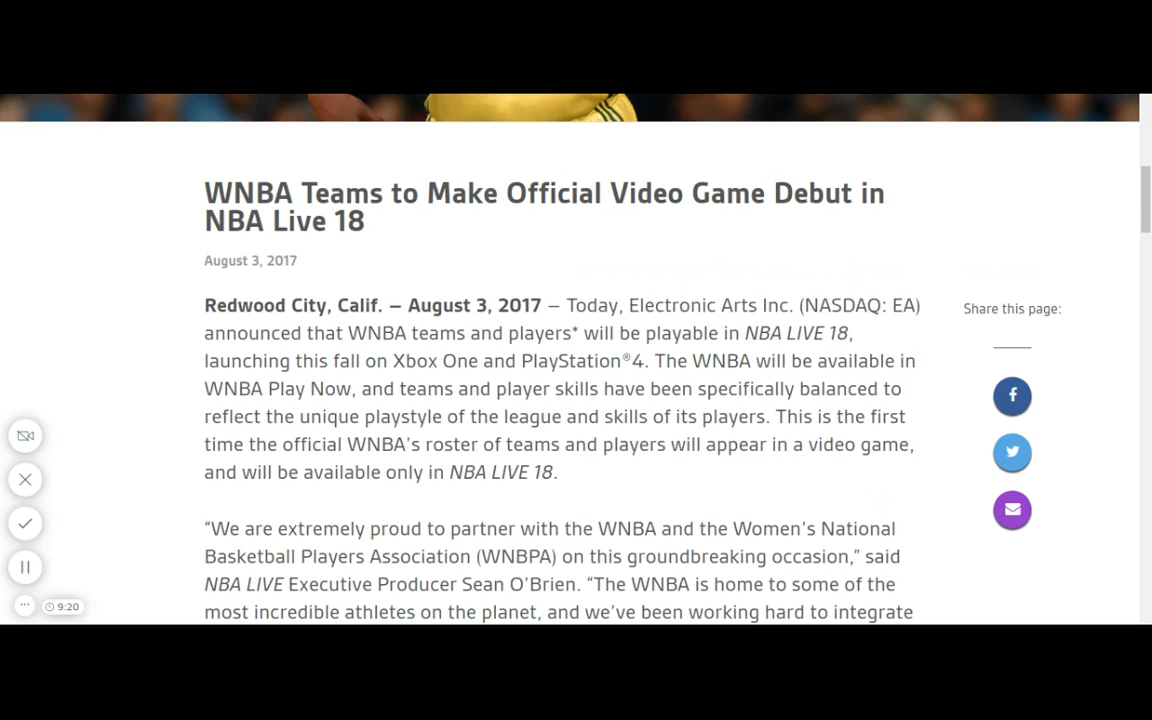 WNBA Teams to Make Official Video Game Debut in
NBA Live 18
August 3, 2017
Redwood City, Calif. – August 3, 2017 – Today, Electronic Arts Inc. (NASDAQ: EA)
announced that WNBA teams and players* will be playable in NBA LIVE 18,
launching this fall on Xbox One and PlayStation®4. The WNBA will be available in
WNBA Play Now, and teams and player skills have been specifically balanced to
reflect the unique playstyle of the league and skills of its players. This is the first
time the official WNBA's roster of teams and players will appear in a video game,
and will be available only in NBA LIVE 18.
“We are extremely proud to partner with the WNBA and the Women's National
Basketball Players Association (WNBPA) on this groundbreaking occasion,” said
NBA LIVE Executive Producer Sean O'Brien. “The WNBA is home to some of the
most incredible athletes on the planet, and we've been working hard to integrate
Share this page:
9:20